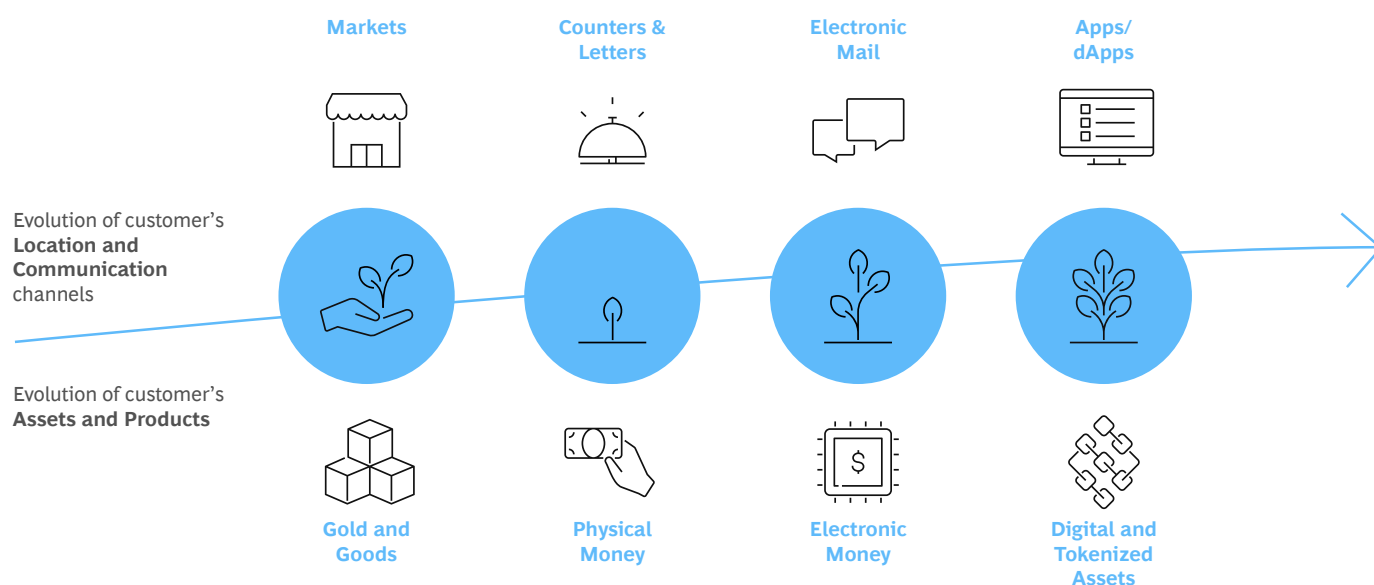 Markets
Counters &
Letters
Electronic
Mail
Apps/
dApps
Evolution of customer's
Location and
Communication
channels
Evolution of customer's
Assets and Products
$
Gold and
Goods
Physical
Money
Electronic
Money
Digital and
Tokenized
Assets